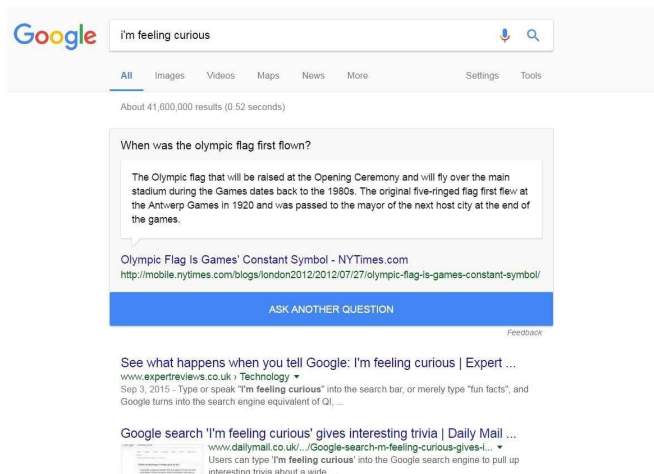 Google
i'm feeling curious
All Images Videos Maps News More Settings Tools
About 41,600,000 results (0.52 seconds)
When was the olympic flag first flown?
The Olympic flag that will be raised at the Opening Ceremony and will fly over the main
stadium during the Games dates back to the 1980s. The original five-ringed flag first flew at
the Antwerp Games in 1920 and was passed to the mayor of the next host city at the end of
the games.
Olympic Flag Is Games' Constant Symbol - NYTimes.com
http://mobile.nytimes.com/blogs/london2012/2012/07/27/olympic-flag-is-games-constant-symbol/
ASK ANOTHER QUESTION
Feedback
See what happens when you tell Google: I'm feeling curious | Expert ...
www.expertreviews.co.uk › Technology ▼
Sep 3, 2015 - Type or speak "I'm feeling curious" into the search bar, or merely type "fun facts", and
Google turns into the search engine equivalent of QI, ...
Google search 'I'm feeling curious' gives interesting trivia | Daily Mail ...
www.dailymail.co.uk/.../Google-search-m-feeling-curious-gives-i... ▼
Users can type 'I'm feeling curious' into the Google search engine to pull up
interesting trivia about a wide